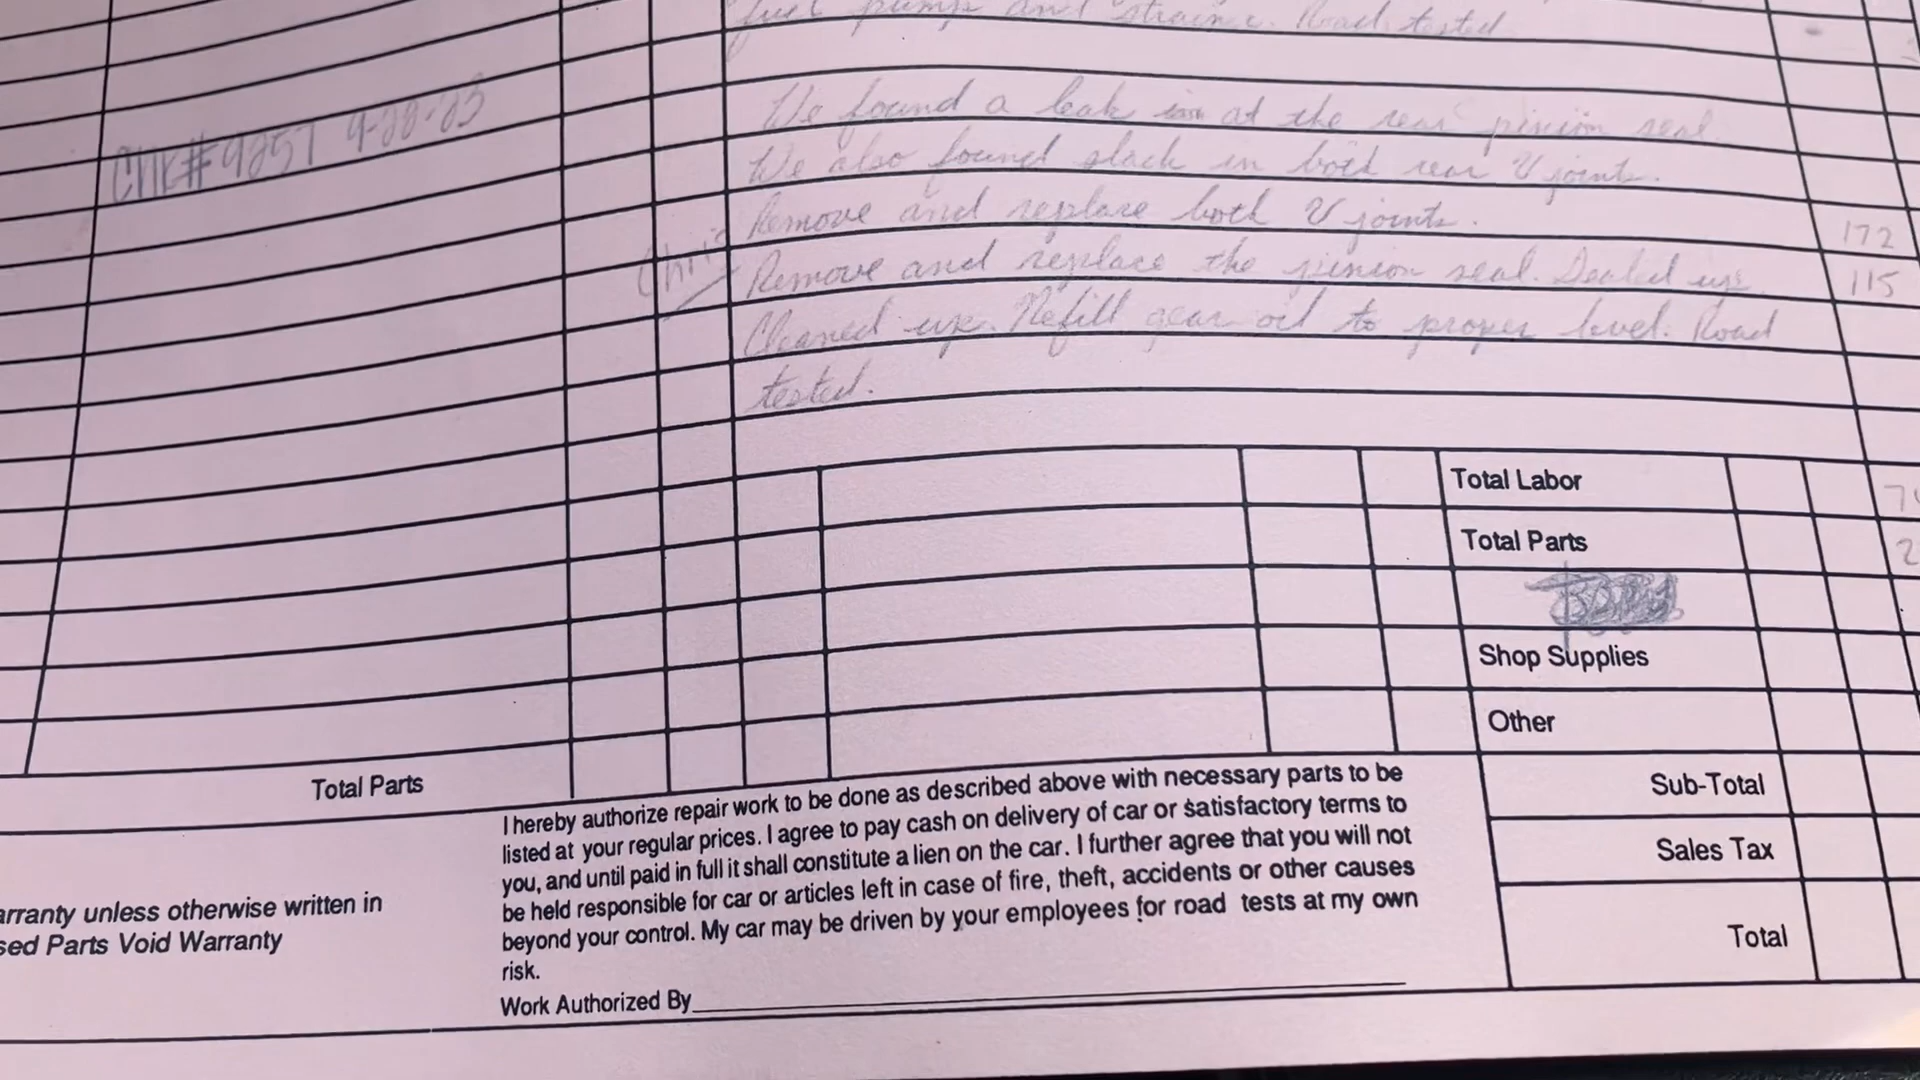 fuel pump and strainer. Road tested
We found a leak at the rear pinion seal.
We also found slack in both rear U joints.
Remove and replace both U joints.
172
Chris
Remove and replace the pinion seal. Sealed up.
115
Cleaned up. Refill gear oil to proper level. Road
tested.
CHK#9257
Total Labor
Total Parts
Shop Supplies
Other
Sub-Total
Sales Tax
Total
Total Parts
I hereby authorize repair work to be done as described above with necessary parts to be
listed at your regular prices. I agree to pay cash on delivery of car or satisfactory terms to
you, and until paid in full it shall constitute a lien on the car. I further agree that you will not
be held responsible for car or articles left in case of fire, theft, accidents or other causes
beyond your control. My car may be driven by your employees for road tests at my own
risk.
Work Authorized By
arranty unless otherwise written in
sed Parts Void Warranty